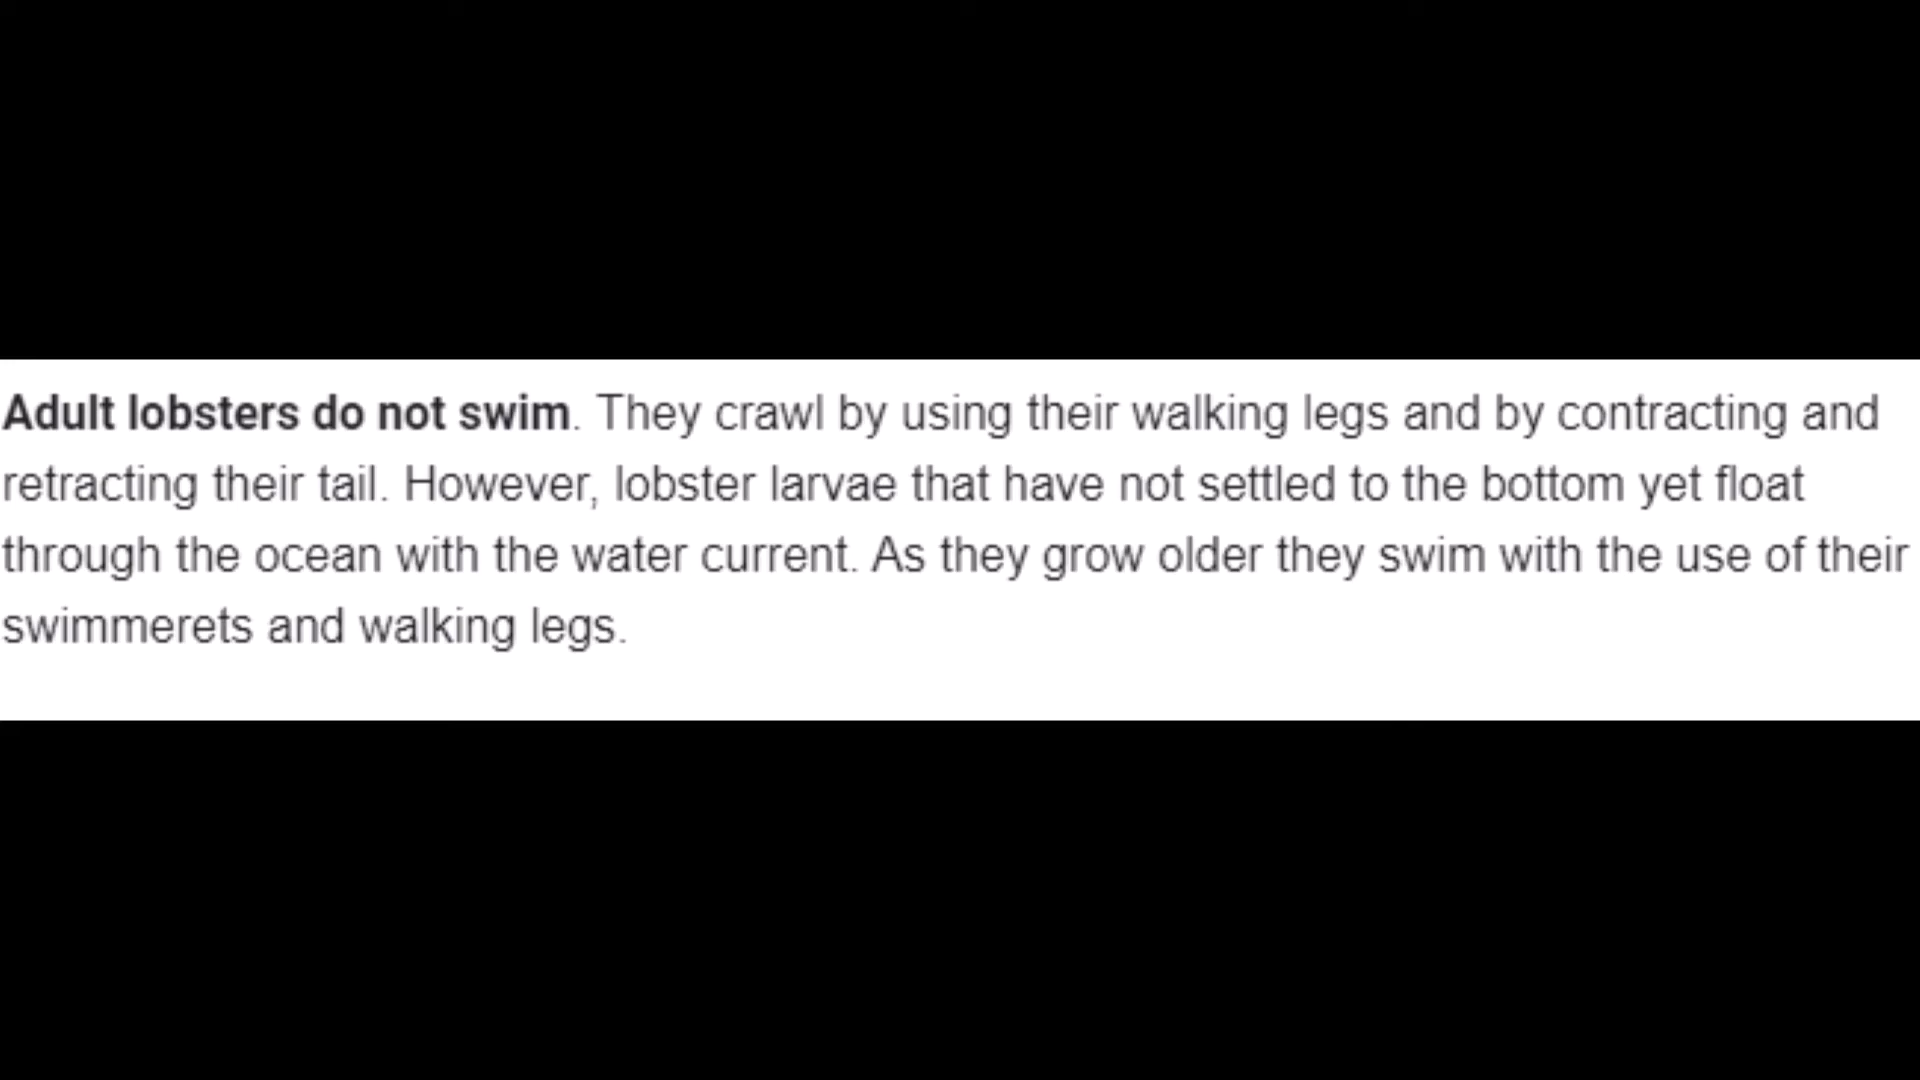 Adult lobsters do not swim. They crawl by using their walking legs and by contracting and
retracting their tail. However, lobster larvae that have not settled to the bottom yet float
through the ocean with the water current. As they grow older they swim with the use of their
swimmerets and walking legs.